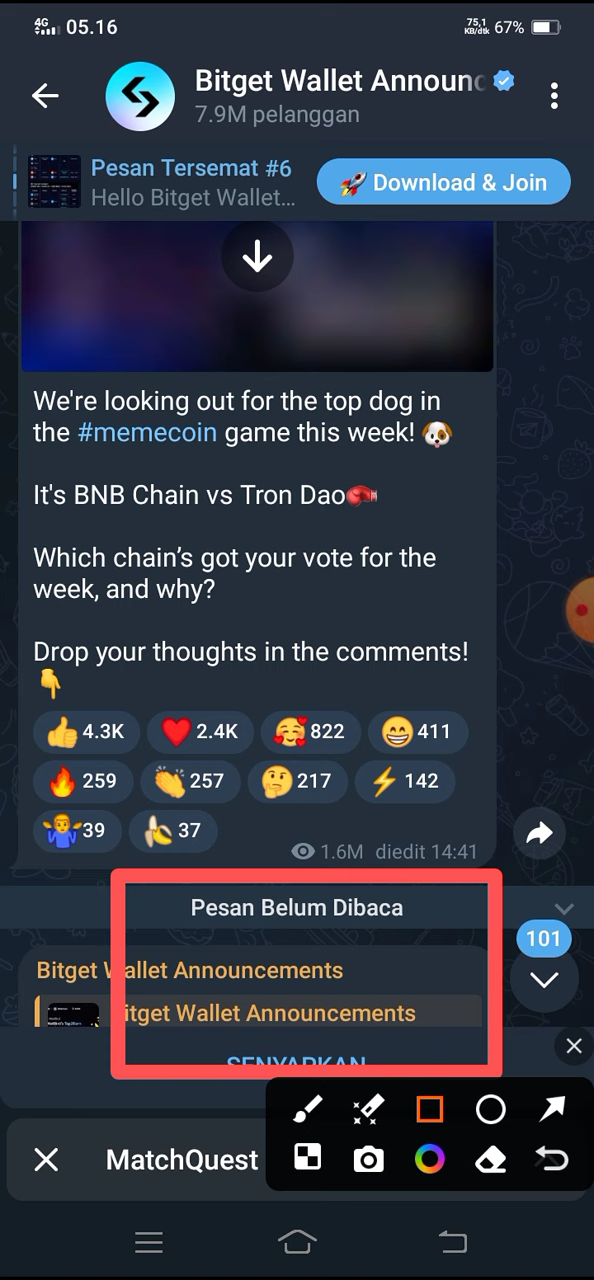 4G 05.16 75,1 KB/dtk 67%
Bitget Wallet Announc
7.9M pelanggan
Pesan Tersemat #6
Hello Bitget Wallet...
🚀 Download & Join
We're looking out for the top dog in
the #memecoin game this week! 🐶
It's BNB Chain vs Tron Dao🥊
Which chain’s got your vote for the
week, and why?
Drop your thoughts in the comments!
👇
👍 4.3K ❤️ 2.4K 🥰 822 😁 411
🔥 259 👏 257 🤔 217 ⚡ 142
🤷‍♂️ 39 🍌 37
1.6M diedit 14:41
Pesan Belum Dibaca
101
Bitget Wallet Announcements
itget Wallet Announcements
SENYAPKAN
MatchQuest